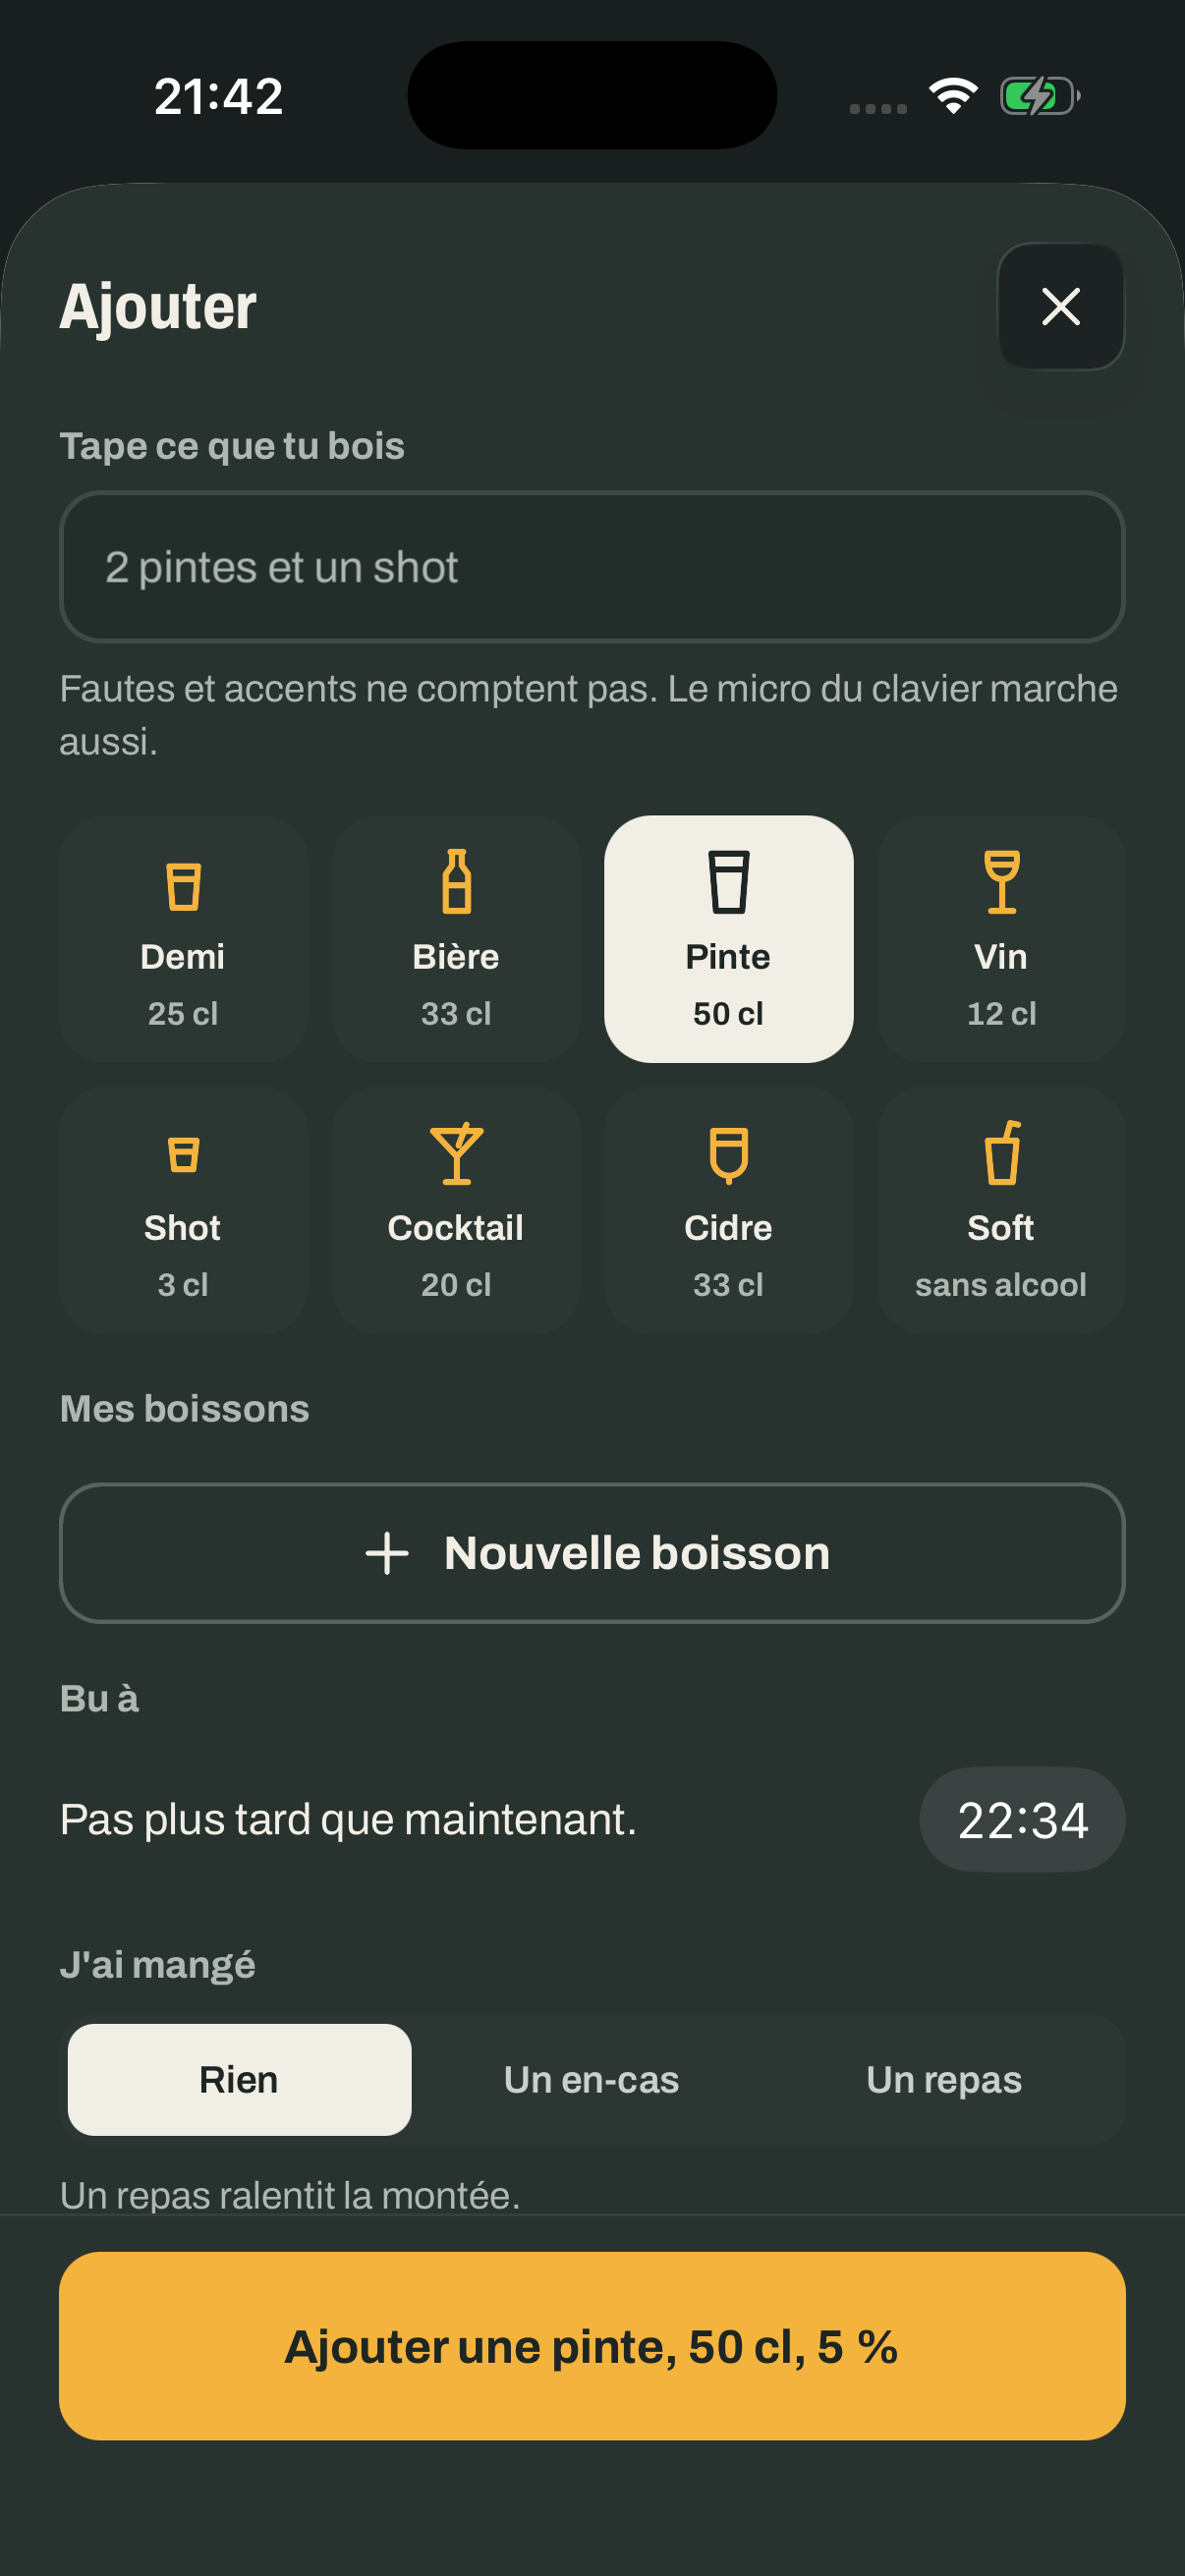 21:42
Ajouter
Tape ce que tu bois
2 pintes et un shot
Fautes et accents ne comptent pas. Le micro du clavier marche
aussi.
Demi
25 cl
Bière
33 cl
Pinte
50 cl
Vin
12 cl
Shot
3 cl
Cocktail
20 cl
Cidre
33 cl
Soft
sans alcool
Mes boissons
Nouvelle boisson
Bu à
Pas plus tard que maintenant.
22:34
J'ai mangé
Rien
Un en-cas
Un repas
Un repas ralentit la montée.
Ajouter une pinte, 50 cl, 5 %